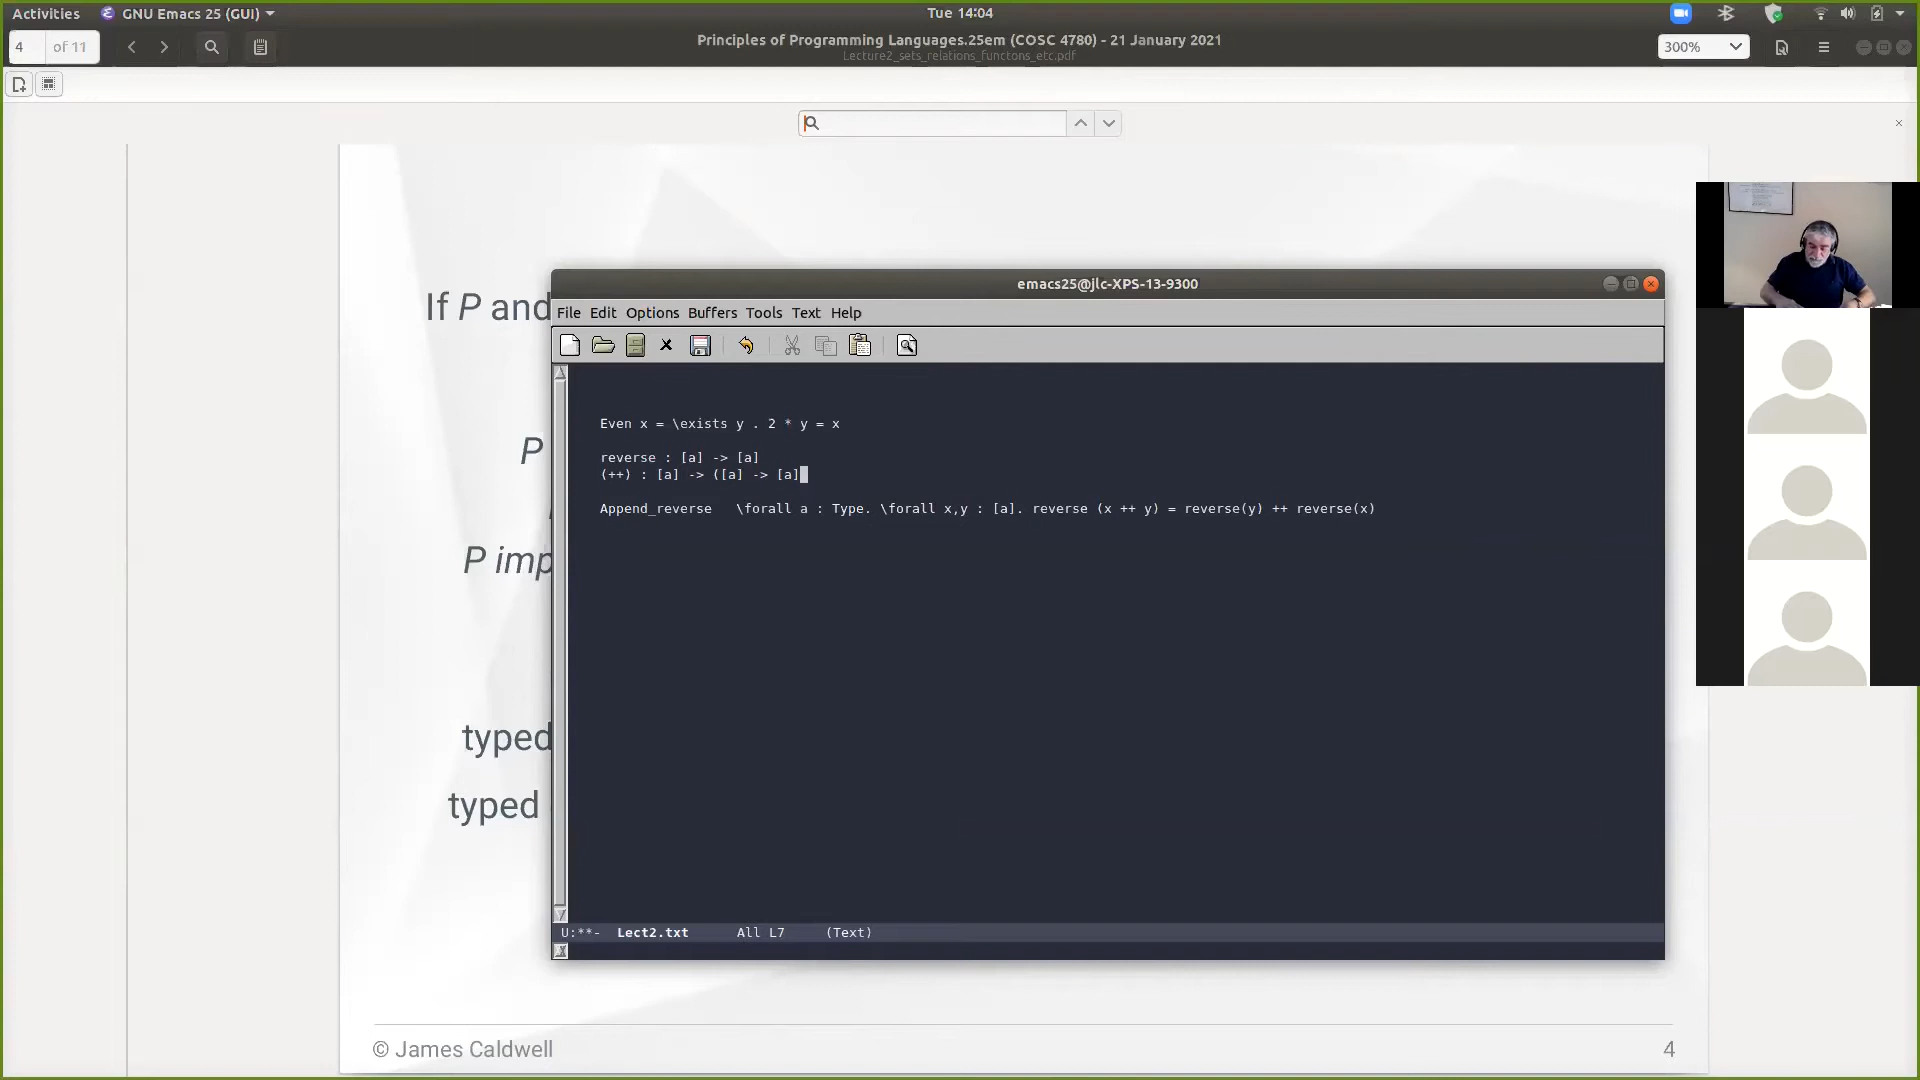 Activities GNU Emacs 25 (GUI) Tue 14:04
4 of 11 Principles of Programming Languages.25em (COSC 4780) - 21 January 2021 300%
Lecture2_sets_relations_functons_etc.pdf
If P and
P
P imp
typed
typed
emacs25@jlc-XPS-13-9300
File Edit Options Buffers Tools Text Help
Even x = \exists y . 2 * y = x
reverse : [a] -> [a]
(++) : [a] -> ([a] -> [a]
Append_reverse \forall a : Type. \forall x,y : [a]. reverse (x ++ y) = reverse(y) ++ reverse(x)
U:**- Lect2.txt All L7 (Text)
© James Caldwell 4